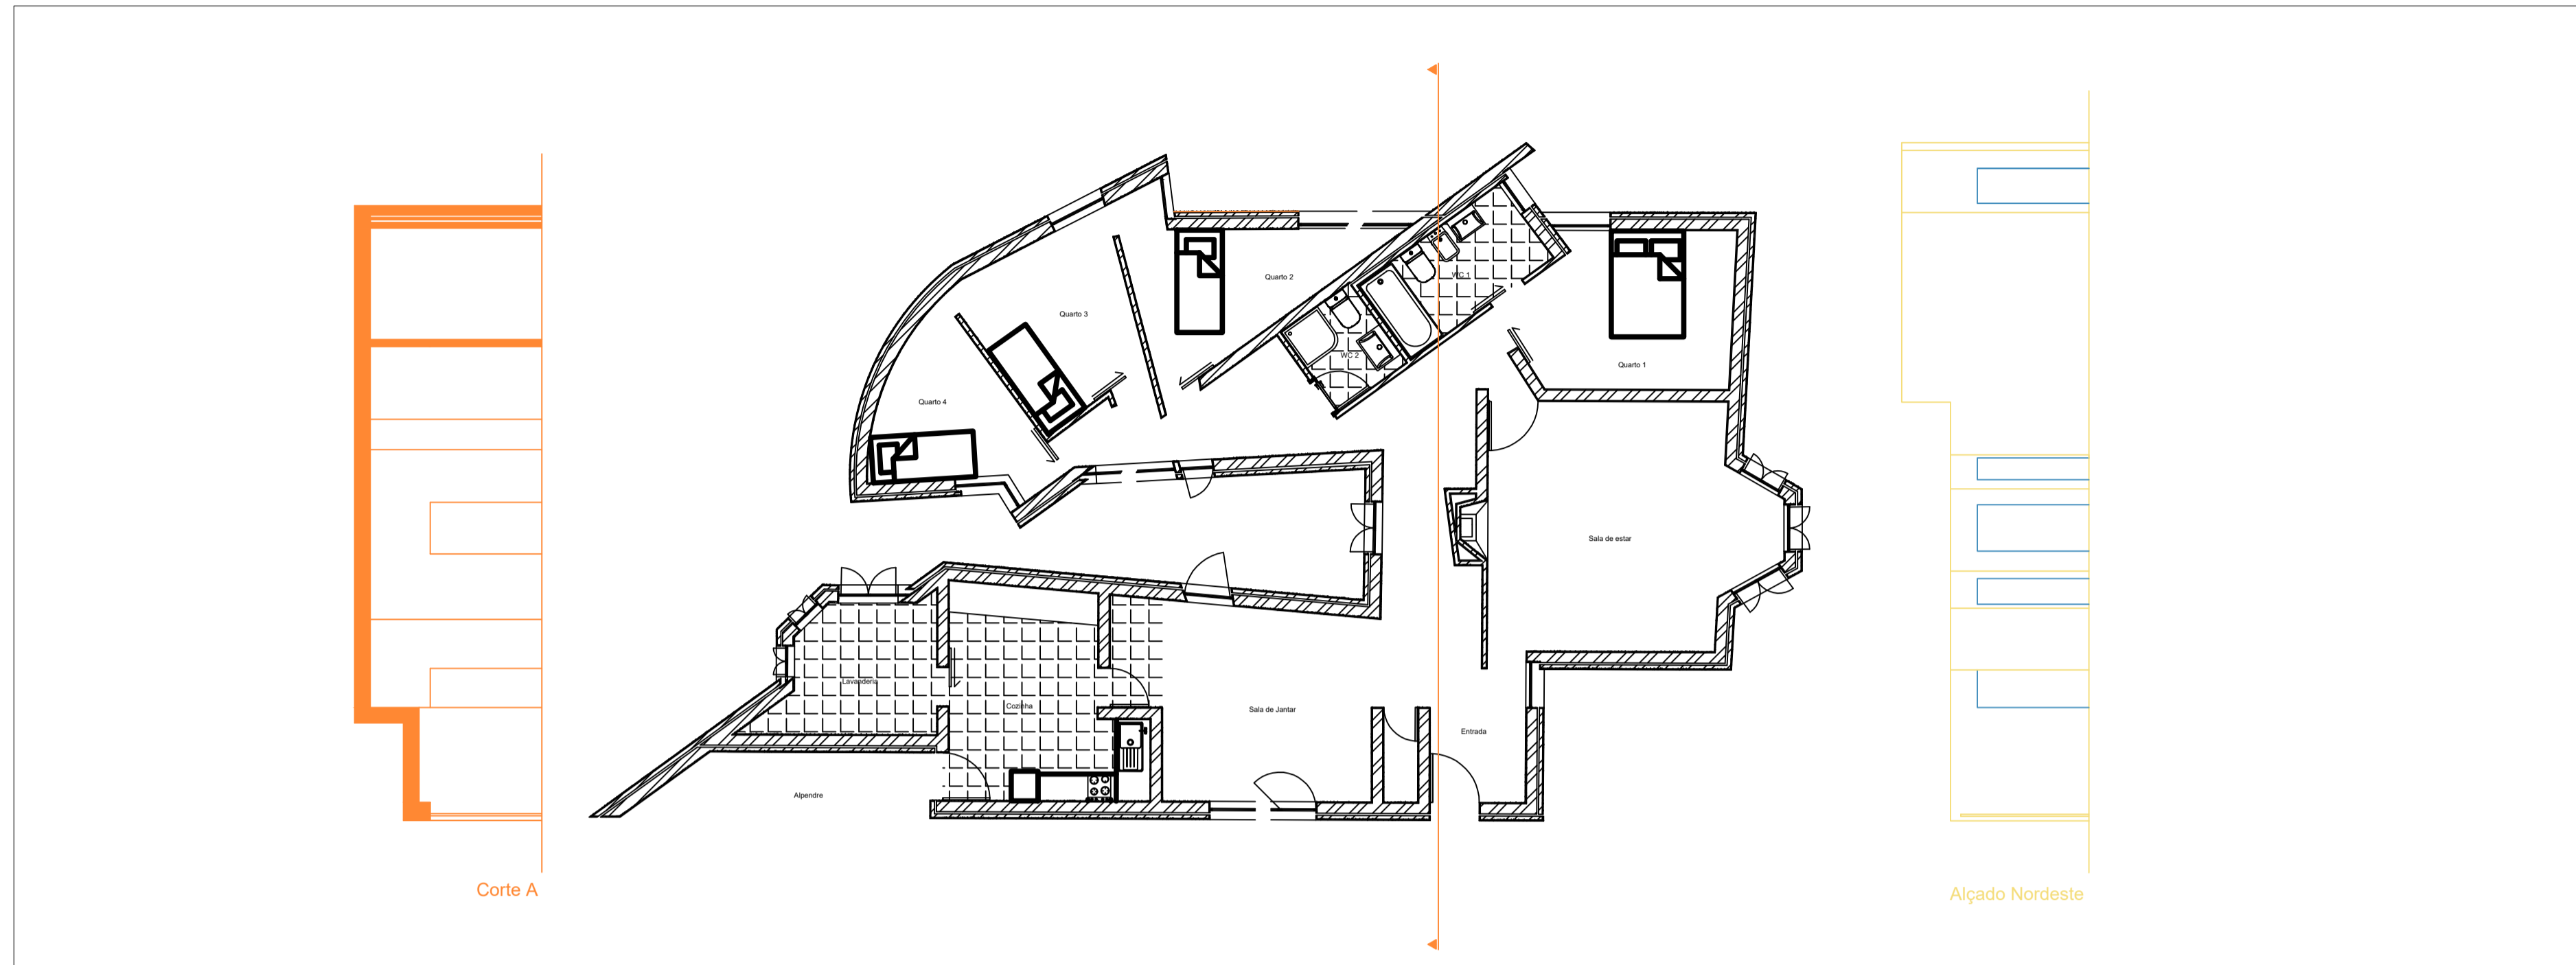 Quarto 2
WC 1
Quarto 3
WC 2
Quarto 1
Quarto 4
Sala de estar
Lavanderia
Cozinha
Sala de Jantar
Entrada
Alpendre
Corte A
Alçado Nordeste